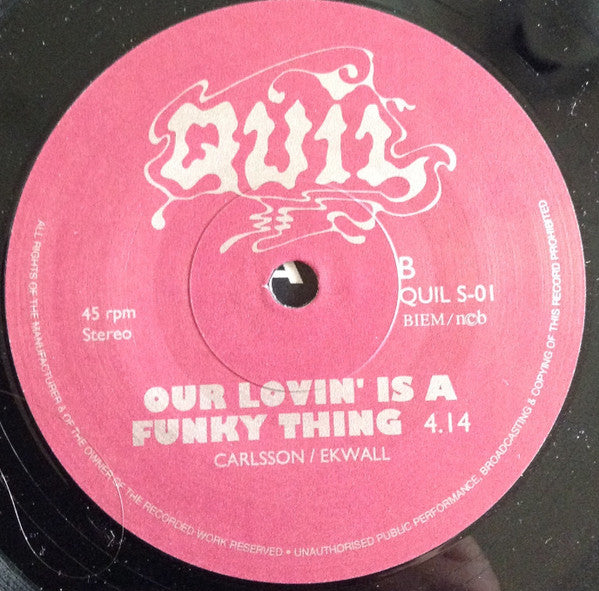 QUIL
A
B
QUIL S-01
BIEM/n©b
45 rpm
Stereo
OUR LOVIN' IS A
FUNKY THING 4.14
CARLSSON / EKWALL
ALL RIGHTS OF THE MANUFACTURER & OF THE OWNER OF THE RECORDED WORK RESERVED • UNAUTHORISED PUBLIC PERFORMANCE, BROADCASTING & COPYING OF THIS RECORD PROHIBITED